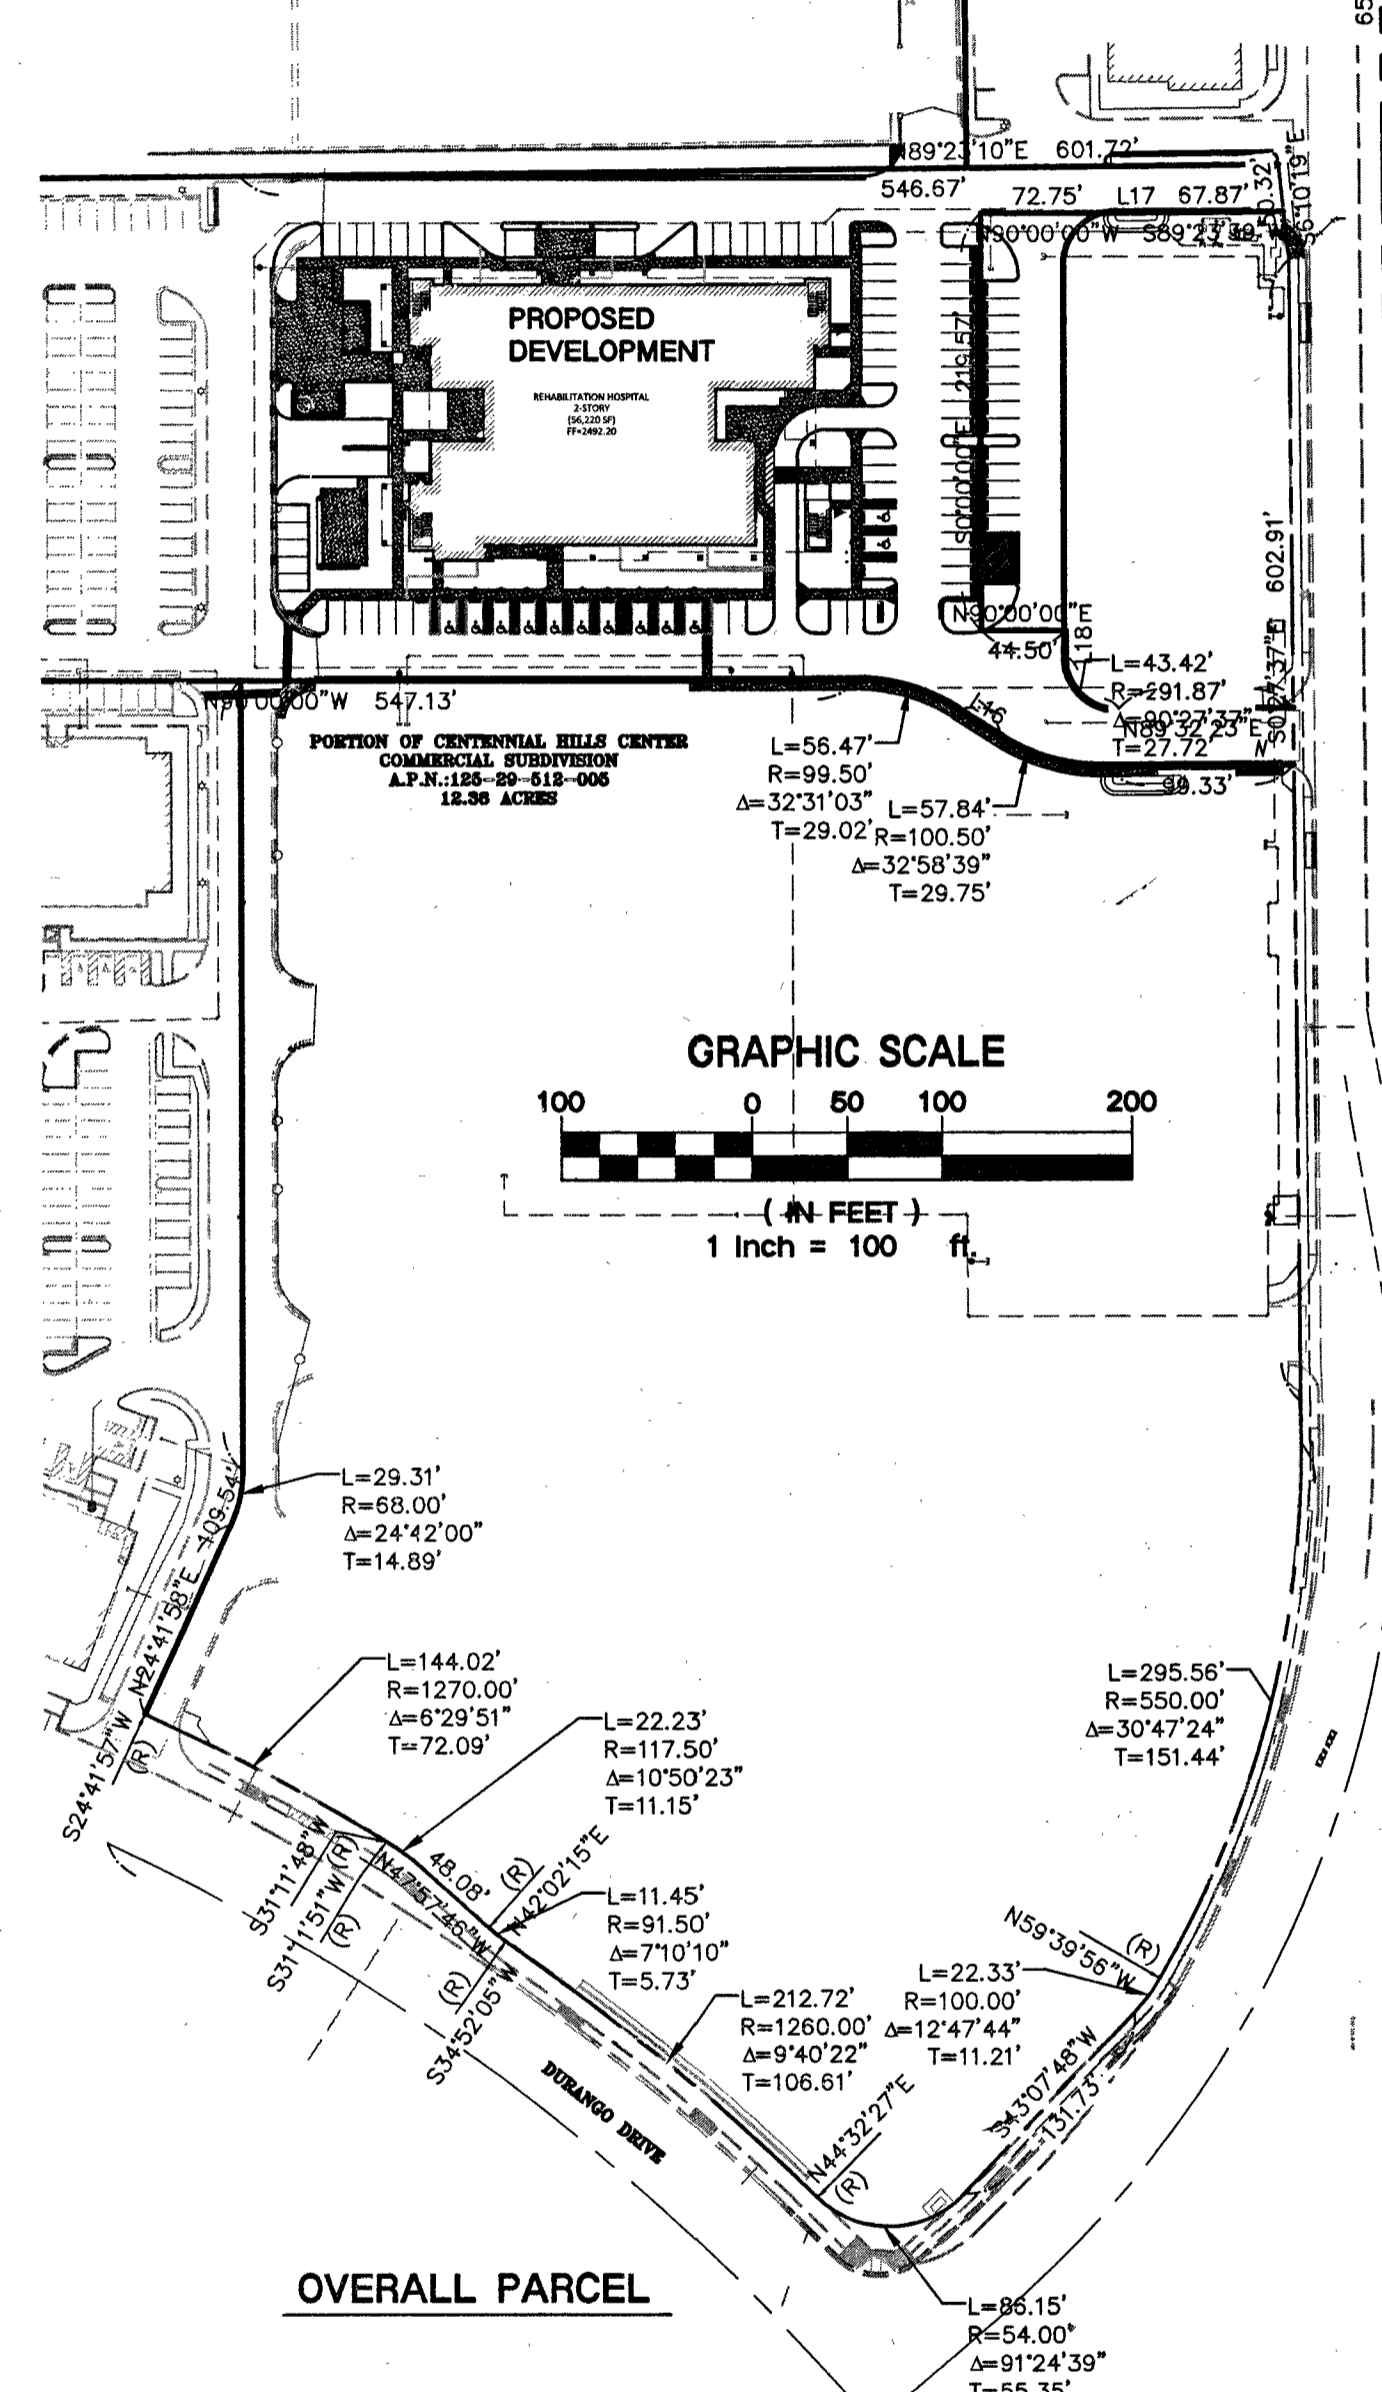 65
N89°23'10"E 601.72'
546.67'
72.75' L17 67.87'
N90°00'00"W
50.32'
S6°10'19"E
PROPOSED
DEVELOPMENT
REHABILITATION HOSPITAL
2-STORY
(56,220 SF)
FF=2492.20
S0°00'00"E 219.57'
602.91'
N90°00'00"E
44.50'
L18
L=43.42'
R=291.87'
Δ=90°27'37"
T=27.72'
N89°32'23"E
99.33'
L16
N90°00'00"W 547.13'
PORTION OF CENTENNIAL HILLS CENTER
COMMERCIAL SUBDIVISION
A.P.N.:125-29-512-005
12.36 ACRES
L=56.47'
R=99.50'
Δ=32°31'03"
T=29.02'
L=57.84'
R=100.50'
Δ=32°58'39"
T=29.75'
GRAPHIC SCALE
100 0 50 100 200
( IN FEET )
1 Inch = 100 ft.
L=29.31'
R=68.00'
Δ=24°42'00"
T=14.89'
N24°41'58"E 109.54'
S24°41'57"W
(R)
L=144.02'
R=1270.00'
Δ=6°29'51"
T=72.09'
L=22.23'
R=117.50'
Δ=10°50'23"
T=11.15'
L=295.56'
R=550.00'
Δ=30°47'24"
T=151.44'
S31°11'48"W
(R)
S31°11'51"W
(R)
48.08'
N47°57'46"W
(R)
N42°02'15"E
L=11.45'
R=91.50'
Δ=7°10'10"
T=5.73'
(R)
S34°52'05"W
N59°39'56"W
(R)
L=22.33'
R=100.00'
Δ=12°47'44"
T=11.21'
L=212.72'
R=1260.00'
Δ=9°40'22"
T=106.61'
S43°07'48"W
131.73'
N44°32'27"E
(R)
DURANGO DRIVE
OVERALL PARCEL
L=86.15'
R=54.00'
Δ=91°24'39"
T=55.35'